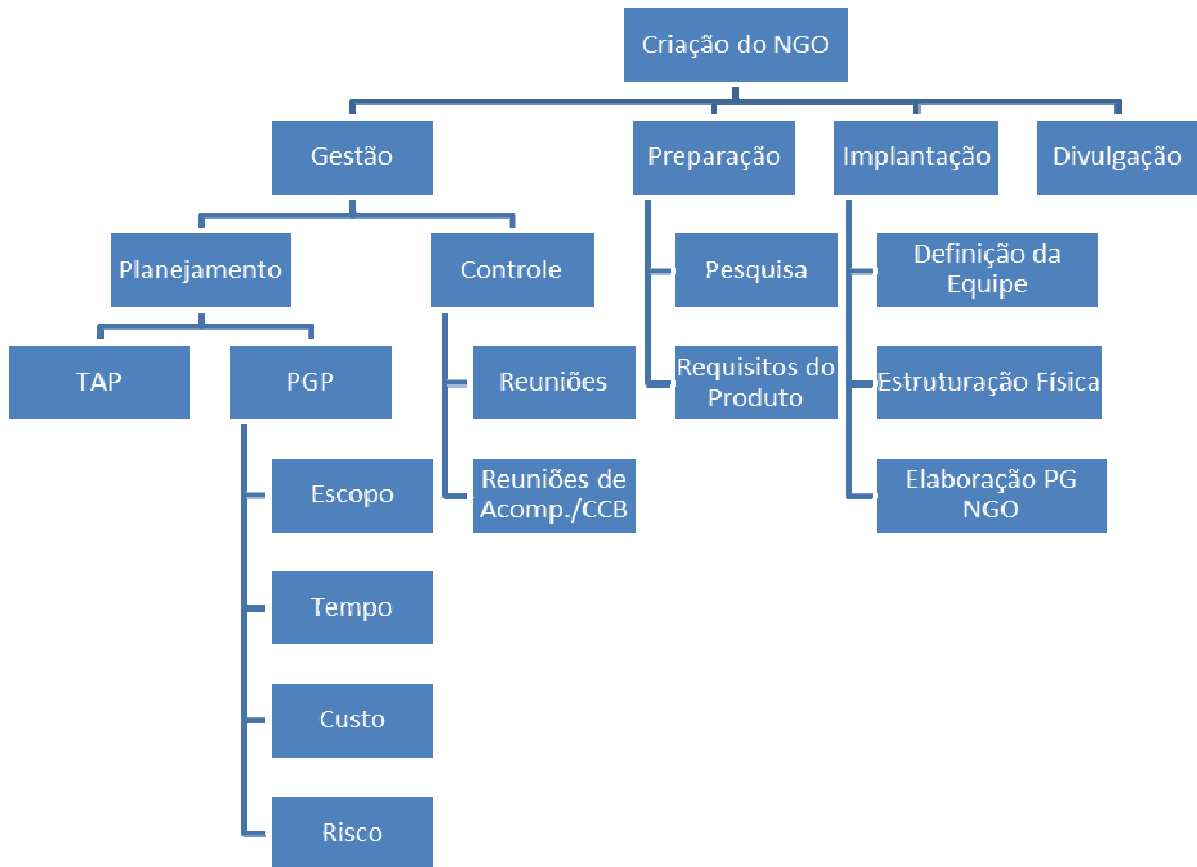 Criação do NGO
Gestão
Preparação
Implantação
Divulgação
Planejamento
Controle
Pesquisa
Definição da
Equipe
TAP
PGP
Reuniões
Requisitos do
Produto
Estruturação Física
Escopo
Reuniões de
Acomp./CCB
Elaboração PG
NGO
Tempo
Custo
Risco